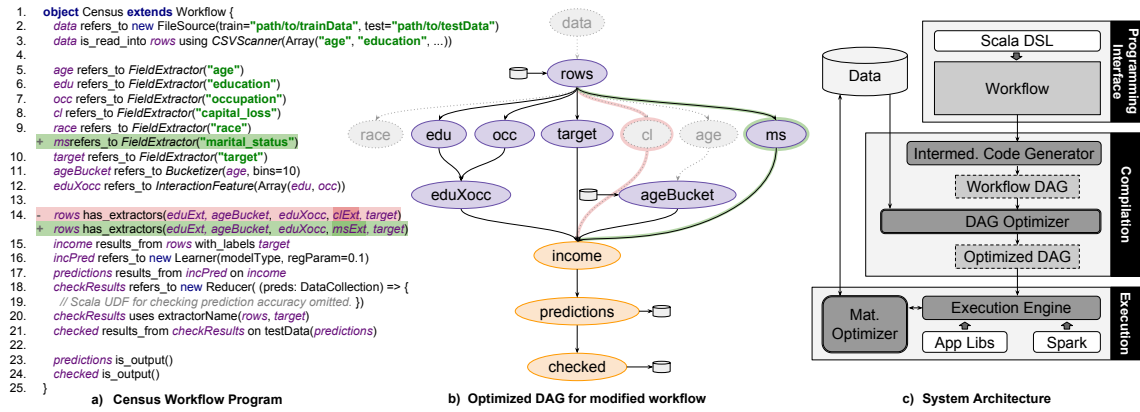 1. object Census extends Workflow {
2. data refers_to new FileSource(train="path/to/trainData", test="path/to/testData")
3. data is_read_into rows using CSVScanner(Array("age", "education", ...))
4.
5. age refers_to FieldExtractor("age")
6. edu refers_to FieldExtractor("education")
7. occ refers_to FieldExtractor("occupation")
8. cl refers_to FieldExtractor("capital_loss")
9. race refers_to FieldExtractor("race")
+ msrefers_to FieldExtractor("marital_status")
10. target refers_to FieldExtractor("target")
11. ageBucket refers_to Bucketizer(age, bins=10)
12. eduXocc refers_to InteractionFeature(Array(edu, occ))
13.
14. - rows has_extractors(eduExt, ageBucket, eduXocc, clExt, target)
+ rows has_extractors(eduExt, ageBucket, eduXocc, msExt, target)
15. income results_from rows with_labels target
16. incPred refers_to new Learner(modelType, regParam=0.1)
17. predictions results_from incPred on income
18. checkResults refers_to new Reducer( (preds: DataCollection) => {
19. // Scala UDF for checking prediction accuracy omitted. })
20. checkResults uses extractorName(rows, target)
21. checked results_from checkResults on testData(predictions)
22.
23. predictions is_output()
24. checked is_output()
25. }
a) Census Workflow Program
data
rows
race
edu
occ
target
cl
age
ms
eduXocc
ageBucket
income
predictions
checked
b) Optimized DAG for modified workflow
Data
Scala DSL
Workflow
Programming
Interface
Intermed. Code Generator
Workflow DAG
DAG Optimizer
Optimized DAG
Compilation
Mat.
Optimizer
Execution Engine
App Libs
Spark
Execution
c) System Architecture